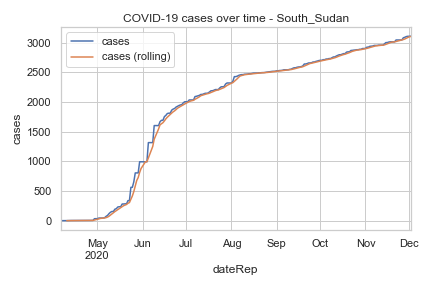 COVID-19 cases over time - South_Sudan
cases
cases (rolling)
3000
2500
2000
1500
1000
500
0
cases
May Jun Jul Aug Sep Oct Nov Dec
2020
dateRep